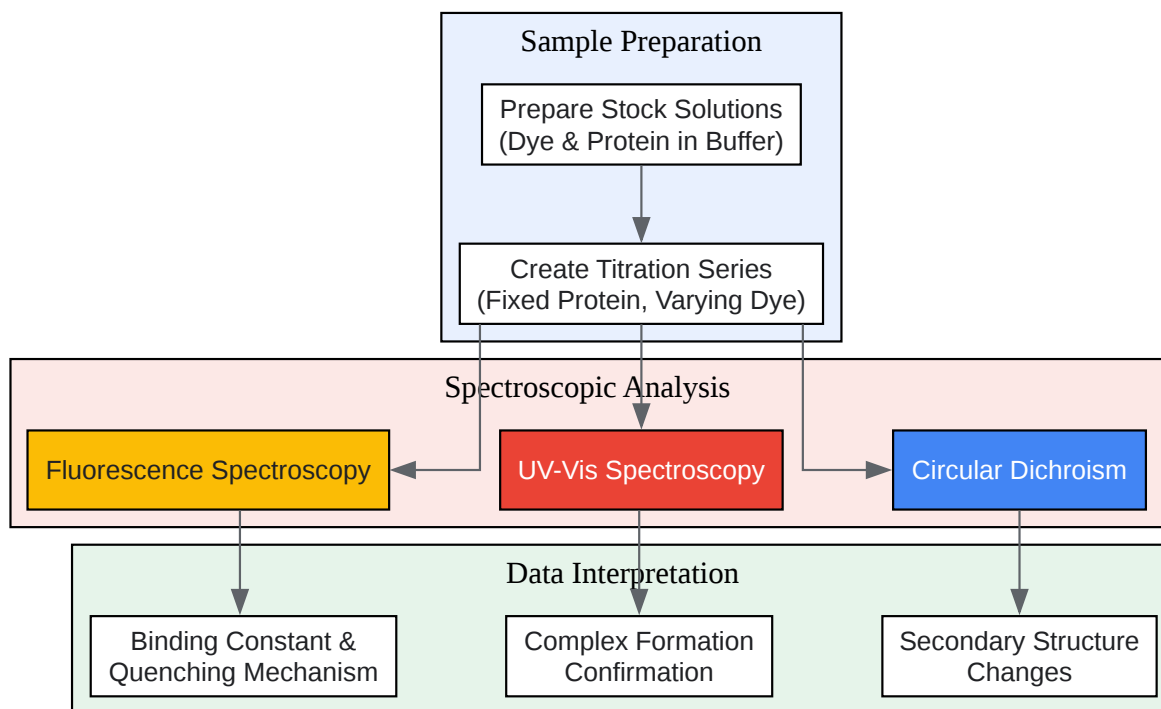 Sample Preparation
Prepare Stock Solutions
(Dye & Protein in Buffer)
Create Titration Series
(Fixed Protein, Varying Dye)
Spectroscopic Analysis
Fluorescence Spectroscopy
UV-Vis Spectroscopy
Circular Dichroism
Data Interpretation
Binding Constant &
Quenching Mechanism
Complex Formation
Confirmation
Secondary Structure
Changes